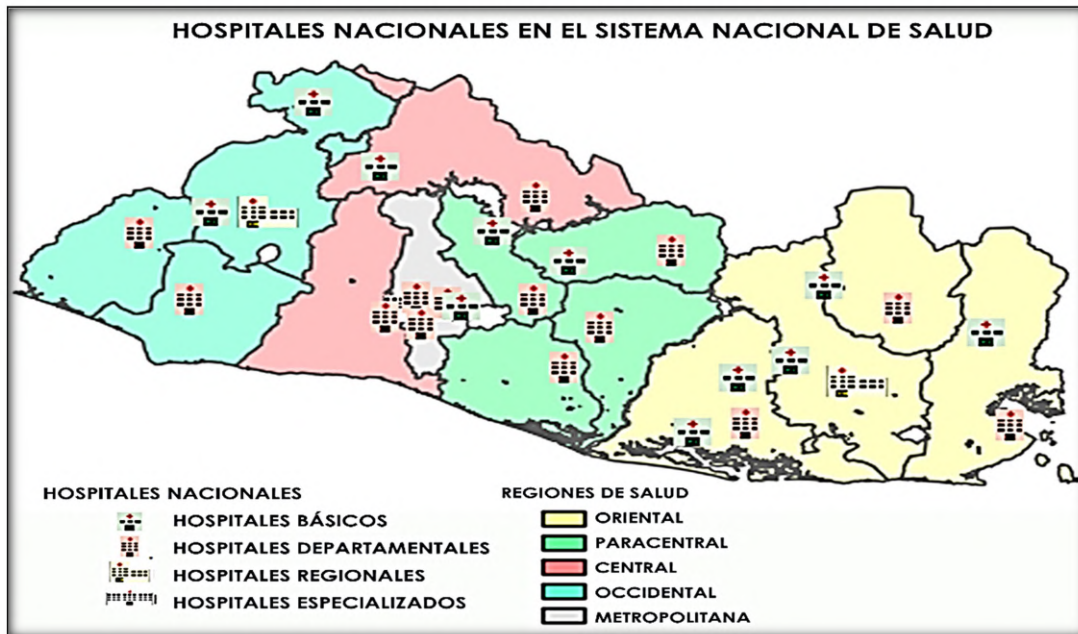 HOSPITALES NACIONALES EN EL SISTEMA NACIONAL DE SALUD
HOSPITALES NACIONALES
HOSPITALES BÁSICOS
HOSPITALES DEPARTAMENTALES
HOSPITALES REGIONALES
HOSPITALES ESPECIALIZADOS
REGIONES DE SALUD
ORIENTAL
PARACENTRAL
CENTRAL
OCCIDENTAL
METROPOLITANA